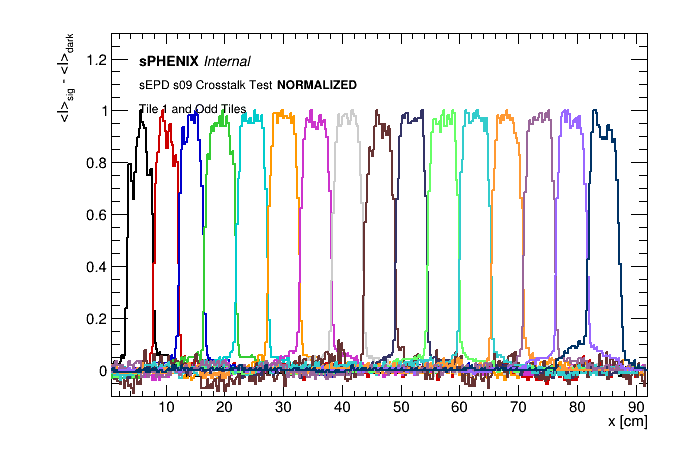 <I>sig - <I>dark
sPHENIX Internal
sEPD s09 Crosstalk Test NORMALIZED
Tile 1 and Odd Tiles
1.2
1
0.8
0.6
0.4
0.2
0
10 20 30 40 50 60 70 80 90
x [cm]